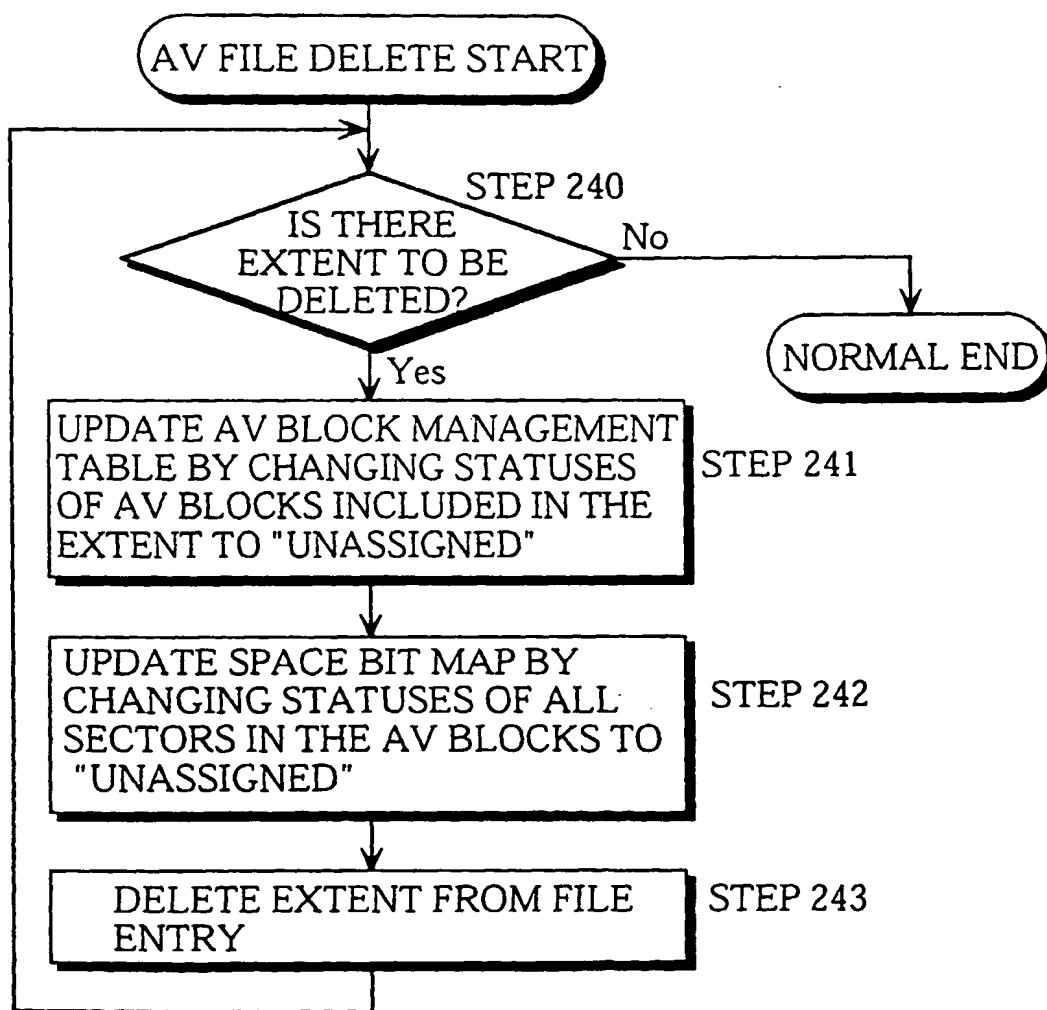 AV FILE DELETE START
STEP 240
IS THERE
EXTENT TO BE
DELETED?
No
NORMAL END
Yes
UPDATE AV BLOCK MANAGEMENT
TABLE BY CHANGING STATUSES
OF AV BLOCKS INCLUDED IN THE
EXTENT TO "UNASSIGNED"
STEP 241
UPDATE SPACE BIT MAP BY
CHANGING STATUSES OF ALL
SECTORS IN THE AV BLOCKS TO
"UNASSIGNED"
STEP 242
DELETE EXTENT FROM FILE
ENTRY
STEP 243